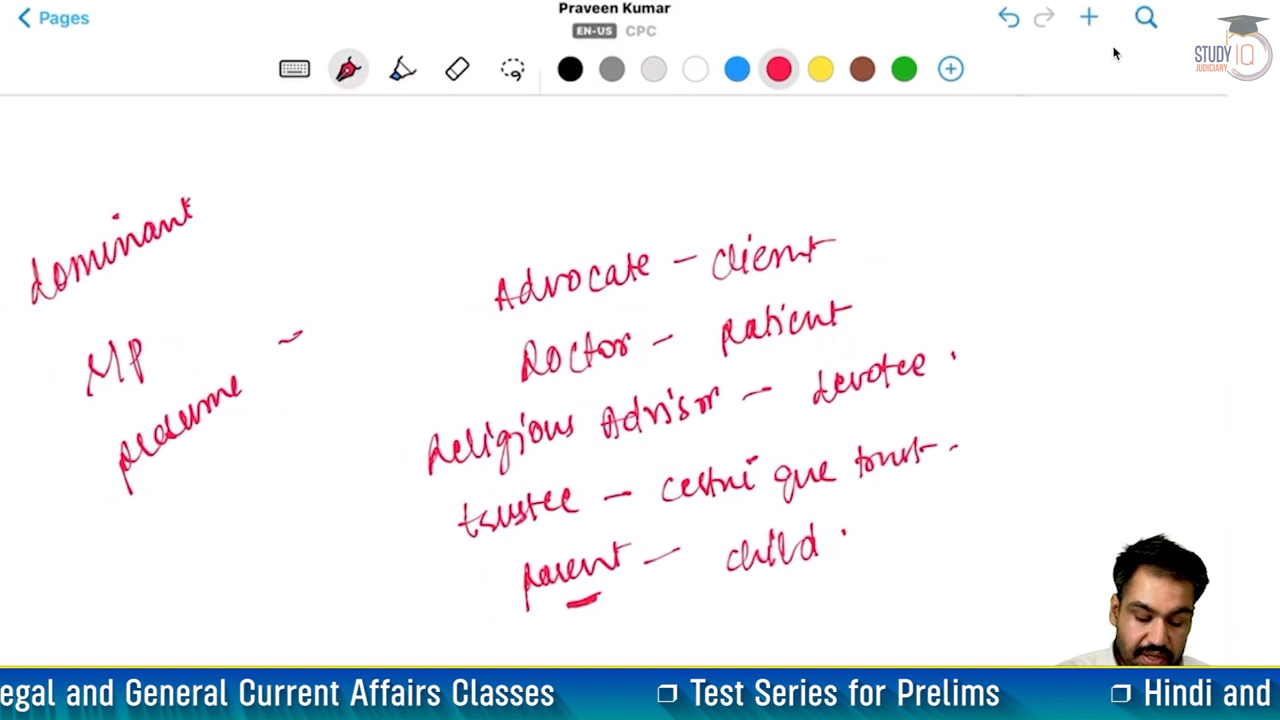 Pages
Praveen Kumar
EN-US CPC
STUDY IQ
JUDICIARY
dominant
MP
presume
Advocate - client
Doctor - patient
Religious Advisor - devotee.
trustee - cestui que trust -
parent - child.
egal and General Current Affairs Classes
Test Series for Prelims
Hindi and